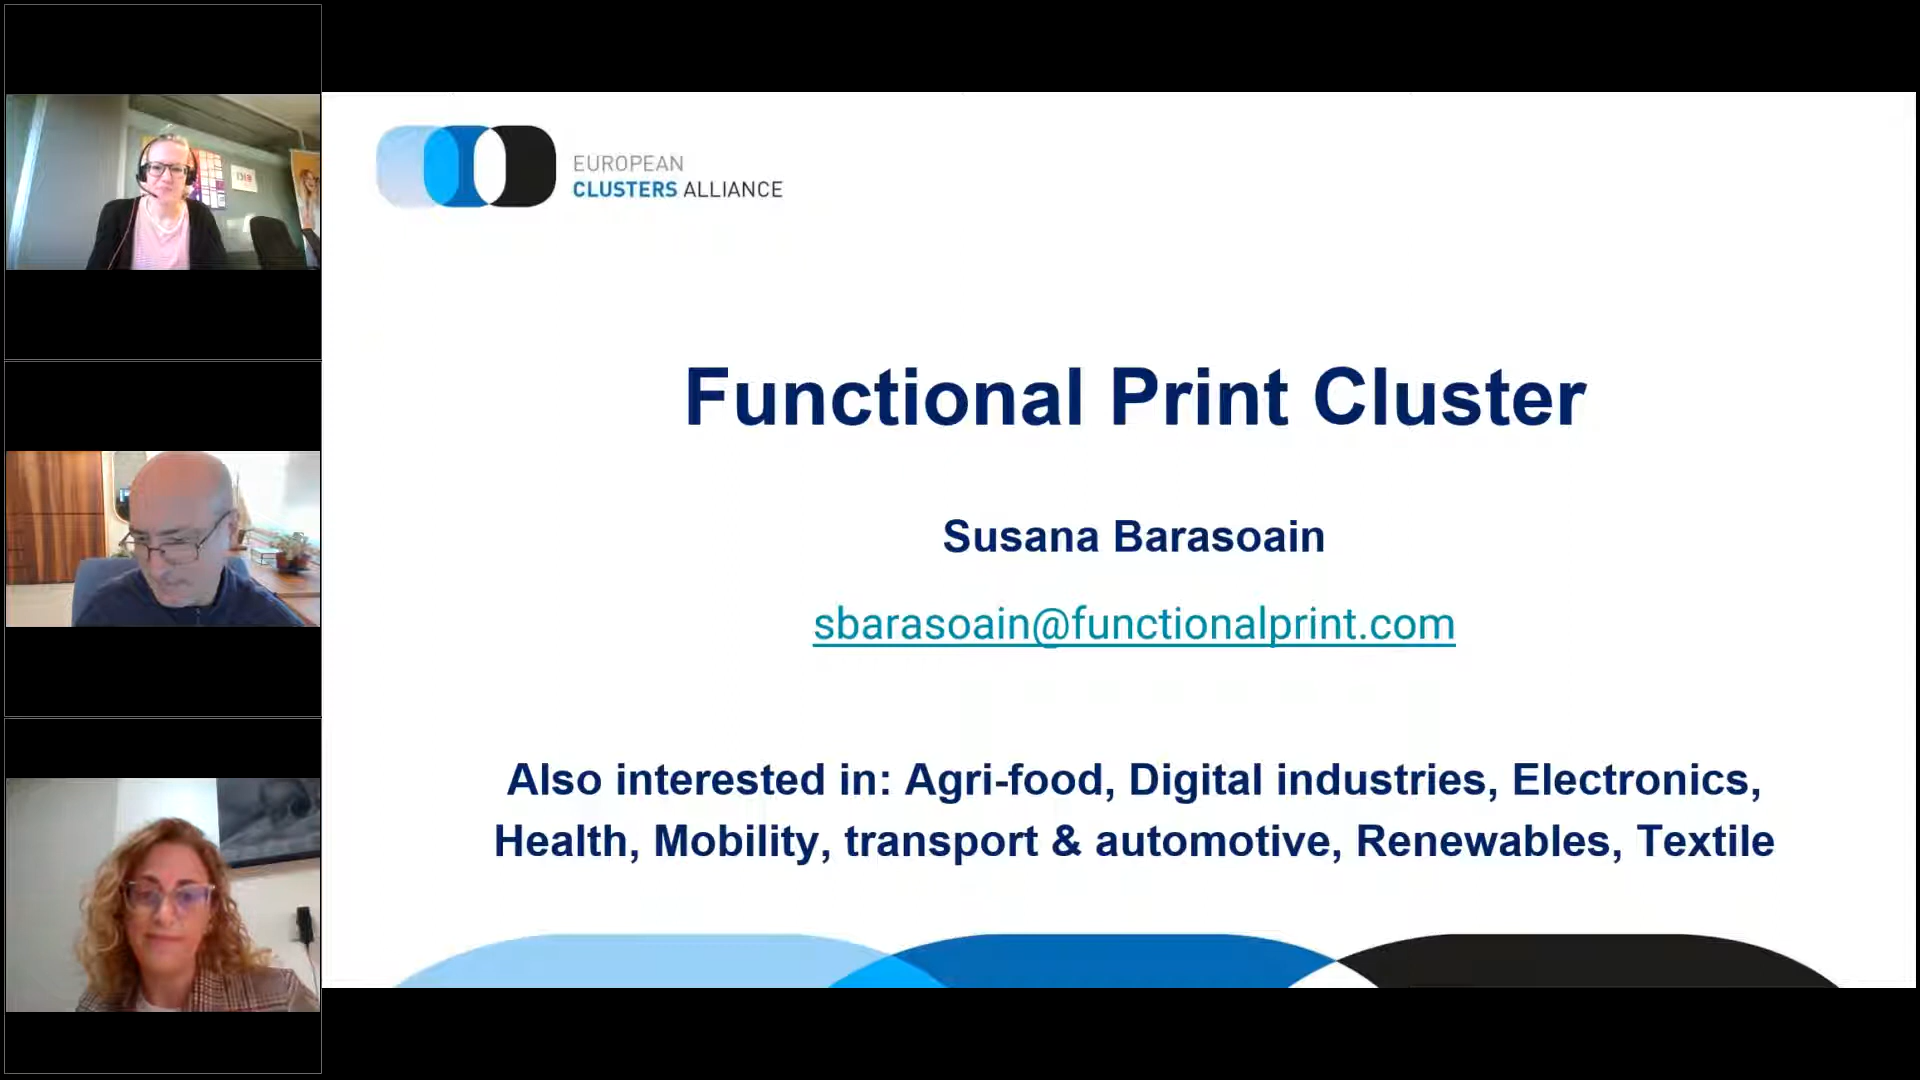 EUROPEAN
CLUSTERS ALLIANCE
Functional Print Cluster
Susana Barasoain
sbarasoain@functionalprint.com
Also interested in: Agri-food, Digital industries, Electronics,
Health, Mobility, transport & automotive, Renewables, Textile